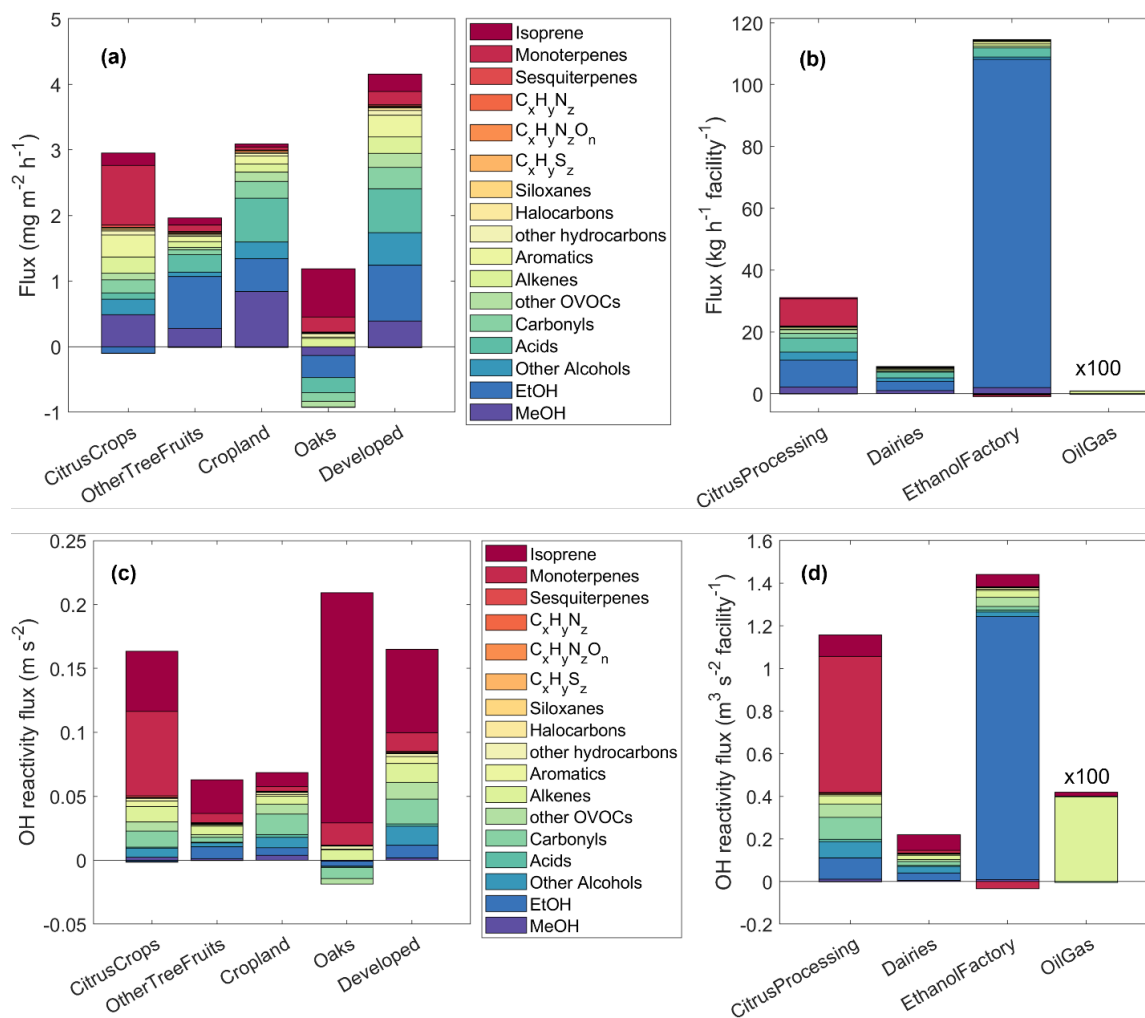 (a)
5
4
3
2
1
0
-1
Flux (mg m⁻² h⁻¹)
CitrusCrops
OtherTreeFruits
Cropland
Oaks
Developed
Isoprene
Monoterpenes
Sesquiterpenes
CₓHᵧN_z
CₓHᵧN_zOₙ
CₓHᵧS_z
Siloxanes
Halocarbons
other hydrocarbons
Aromatics
Alkenes
other OVOCs
Carbonyls
Acids
Other Alcohols
EtOH
MeOH
(b)
120
100
80
60
40
20
0
Flux (kg h⁻¹ facility⁻¹)
x100
CitrusProcessing
Dairies
EthanolFactory
OilGas
(c)
0.25
0.2
0.15
0.1
0.05
0
-0.05
OH reactivity flux (m s⁻²)
CitrusCrops
OtherTreeFruits
Cropland
Oaks
Developed
Isoprene
Monoterpenes
Sesquiterpenes
CₓHᵧN_z
CₓHᵧN_zOₙ
CₓHᵧS_z
Siloxanes
Halocarbons
other hydrocarbons
Aromatics
Alkenes
other OVOCs
Carbonyls
Acids
Other Alcohols
EtOH
MeOH
(d)
1.6
1.4
1.2
1
0.8
0.6
0.4
0.2
0
-0.2
OH reactivity flux (m³ s⁻² facility⁻¹)
x100
CitrusProcessing
Dairies
EthanolFactory
OilGas